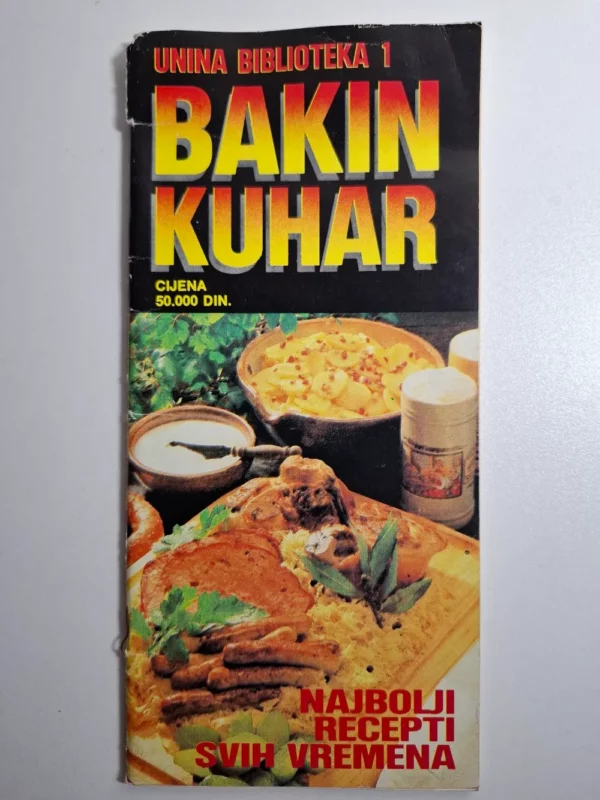 UNINA BIBLIOTEKA 1
BAKIN
KUHAR
CIJENA
50.000 DIN.
NAJBOLJI
RECEPTI
SVIH VREMENA